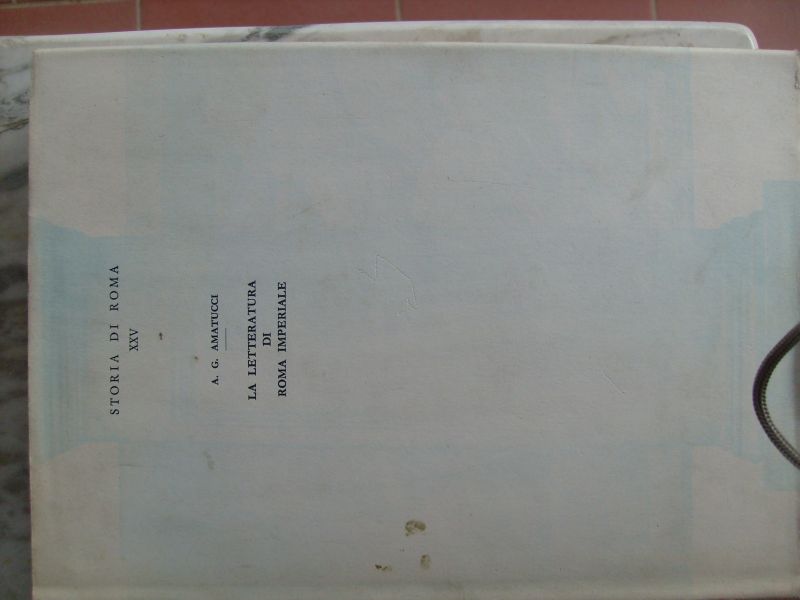 STORIA DI ROMA
XXV
A. G. AMATUCCI
LA LETTERATURA
DI
ROMA IMPERIALE